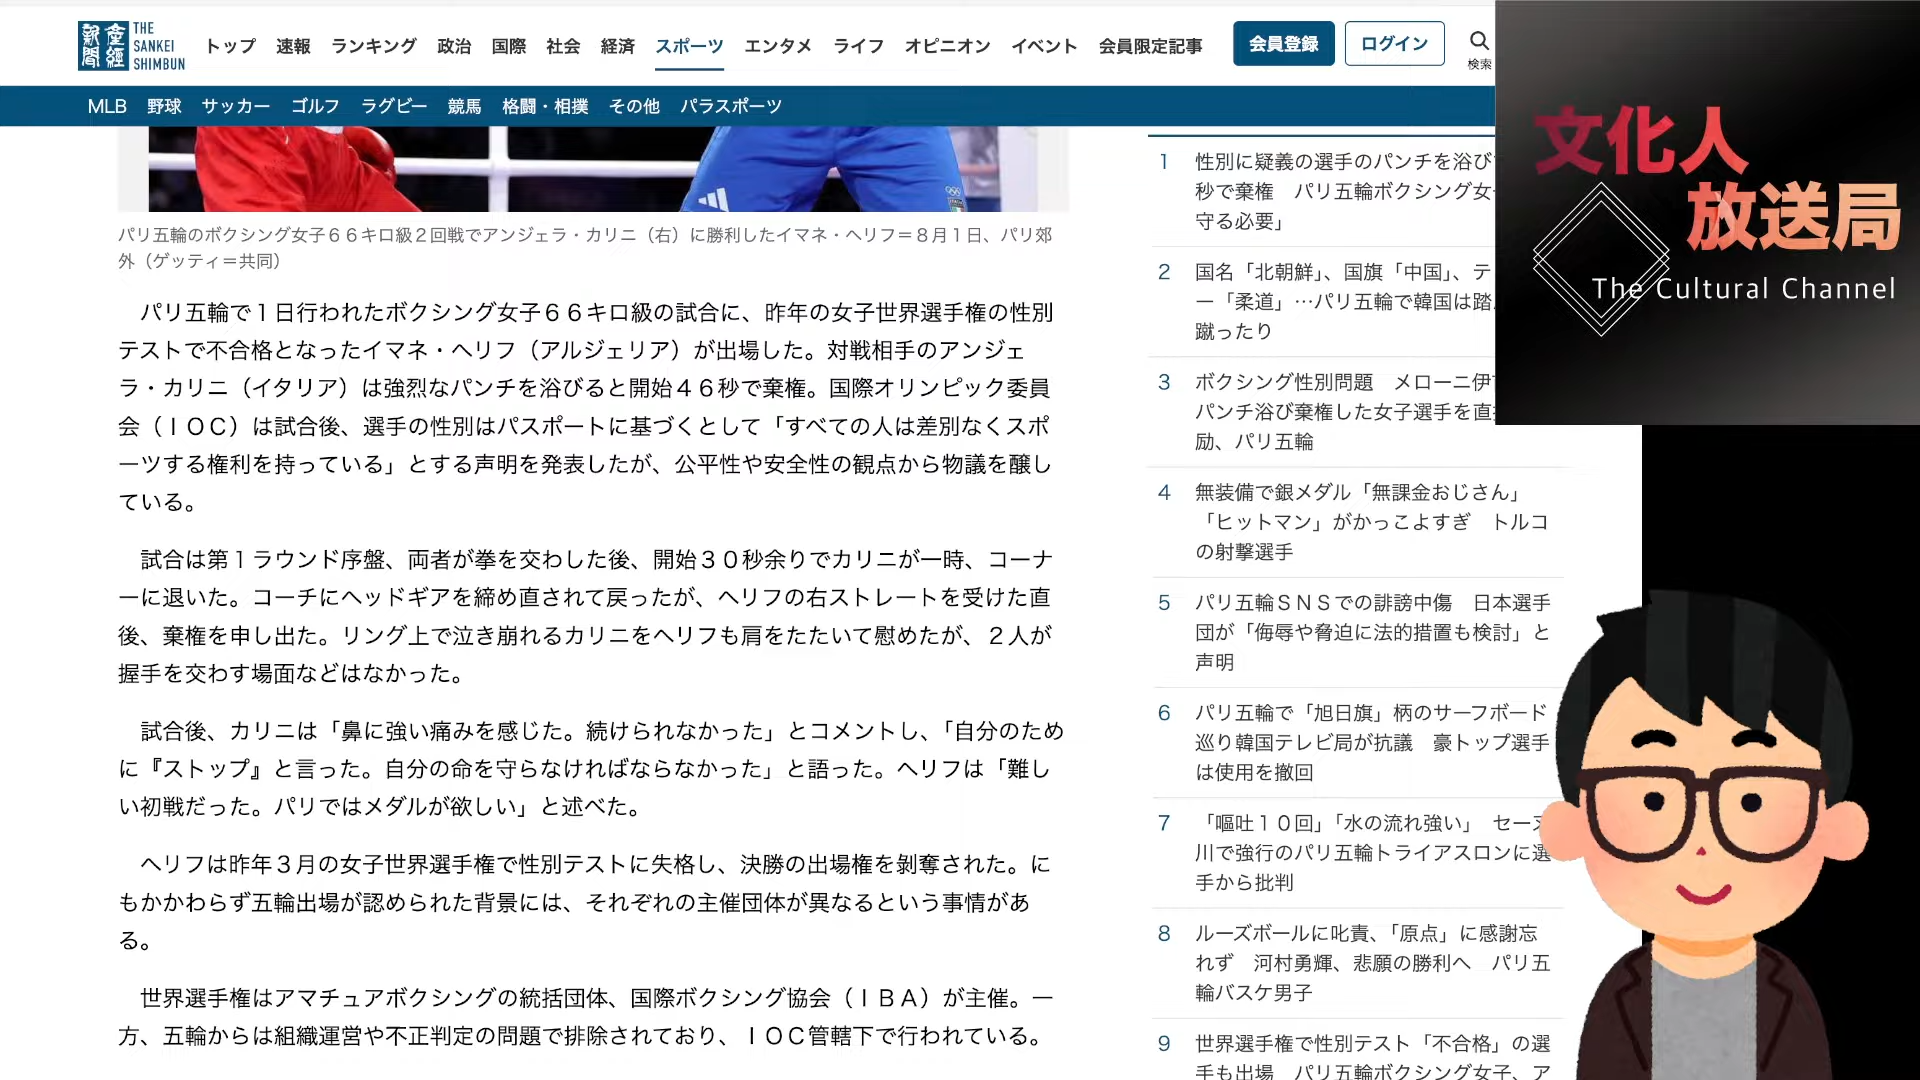 新聞 産經
THE
SANKEI
SHIMBUN
トップ 速報 ランキング 政治 国際 社会 経済 スポーツ エンタメ ライフ オピニオン イベント 会員限定記事
会員登録
ログイン
検索
MLB 野球 サッカー ゴルフ ラグビー 競馬 格闘・相撲 その他 パラスポーツ
パリ五輪のボクシング女子６６キロ級２回戦でアンジェラ・カリニ（右）に勝利したイマネ・ヘリフ＝８月１日、パリ郊
外（ゲッティ＝共同）
パリ五輪で１日行われたボクシング女子６６キロ級の試合に、昨年の女子世界選手権の性別
テストで不合格となったイマネ・ヘリフ（アルジェリア）が出場した。対戦相手のアンジェ
ラ・カリニ（イタリア）は強烈なパンチを浴びると開始４６秒で棄権。国際オリンピック委員
会（ＩＯＣ）は試合後、選手の性別はパスポートに基づくとして「すべての人は差別なくスポ
ーツする権利を持っている」とする声明を発表したが、公平性や安全性の観点から物議を醸し
ている。
試合は第１ラウンド序盤、両者が拳を交わした後、開始３０秒余りでカリニが一時、コーナ
ーに退いた。コーチにヘッドギアを締め直されて戻ったが、ヘリフの右ストレートを受けた直
後、棄権を申し出た。リング上で泣き崩れるカリニをヘリフも肩をたたいて慰めたが、２人が
握手を交わす場面などはなかった。
試合後、カリニは「鼻に強い痛みを感じた。続けられなかった」とコメントし、「自分のため
に『ストップ』と言った。自分の命を守らなければならなかった」と語った。ヘリフは「難し
い初戦だった。パリではメダルが欲しい」と述べた。
ヘリフは昨年３月の女子世界選手権で性別テストに失格し、決勝の出場権を剝奪された。に
もかかわらず五輪出場が認められた背景には、それぞれの主催団体が異なるという事情があ
る。
世界選手権はアマチュアボクシングの統括団体、国際ボクシング協会（ＩＢＡ）が主催。一
方、五輪からは組織運営や不正判定の問題で排除されており、ＩＯＣ管轄下で行われている。
1 性別に疑義の選手のパンチを浴び
秒で棄権 パリ五輪ボクシング女
守る必要」
2 国名「北朝鮮」、国旗「中国」、テ
ー「柔道」…パリ五輪で韓国は踏
蹴ったり
3 ボクシング性別問題 メローニ伊
パンチ浴び棄権した女子選手を直
励、パリ五輪
4 無装備で銀メダル「無課金おじさん」
「ヒットマン」がかっこよすぎ トルコ
の射撃選手
5 パリ五輪ＳＮＳでの誹謗中傷 日本選手
団が「侮辱や脅迫に法的措置も検討」と
声明
6 パリ五輪で「旭日旗」柄のサーフボード
巡り韓国テレビ局が抗議 豪トップ選手
は使用を撤回
7 「嘔吐１０回」「水の流れ強い」 セーヌ
川で強行のパリ五輪トライアスロンに選
手から批判
8 ルーズボールに叱責、「原点」に感謝忘
れず 河村勇輝、悲願の勝利へ パリ五
輪バスケ男子
9 世界選手権で性別テスト「不合格」の選
手も出場 パリ五輪ボクシング女子、ア
文化人
放送局
The Cultural Channel